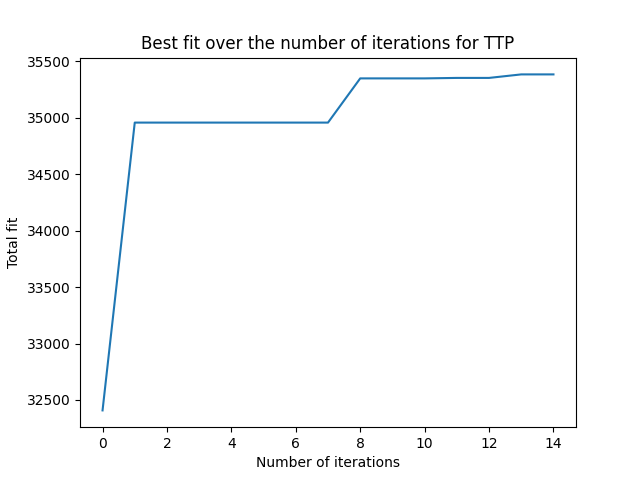 Best fit over the number of iterations for TTP
35500
35000
34500
34000
33500
33000
32500
Total fit
0 2 4 6 8 10 12 14
Number of iterations